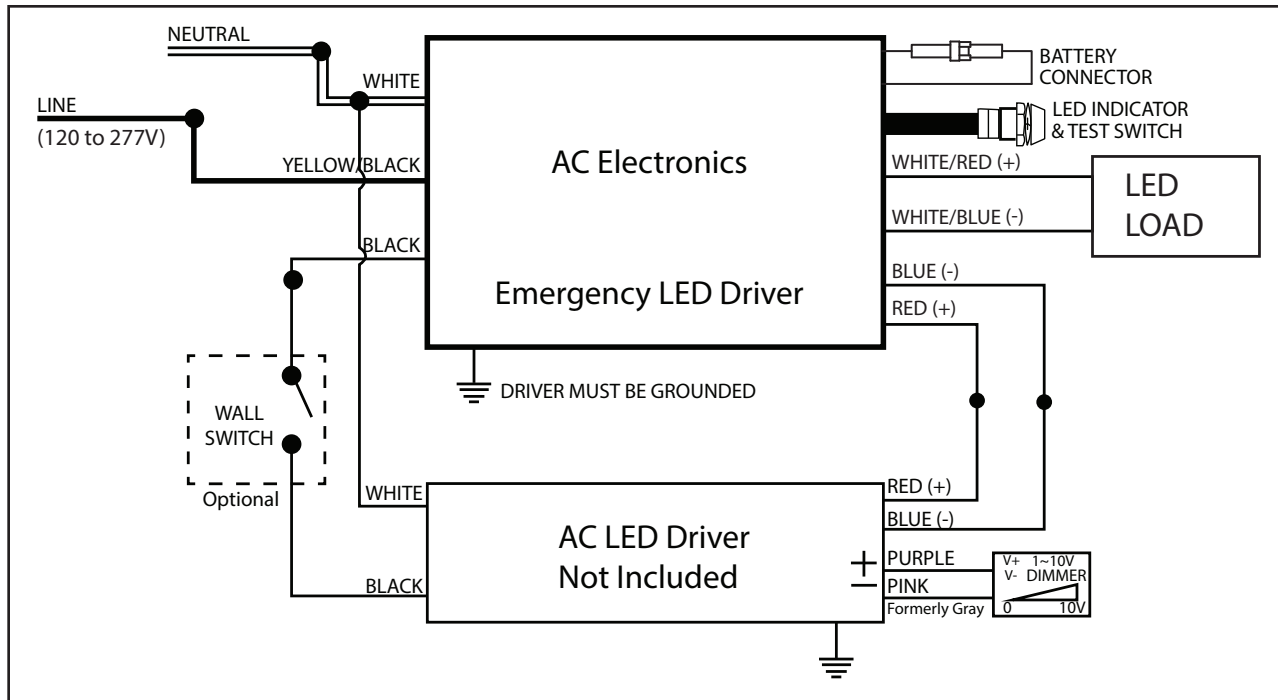 NEUTRAL
WHITE
LINE
(120 to 277V)
YELLOW/BLACK
BLACK
AC Electronics
Emergency LED Driver
BATTERY
CONNECTOR
LED INDICATOR
& TEST SWITCH
WHITE/RED (+)
WHITE/BLUE (-)
LED
LOAD
BLUE (-)
RED (+)
DRIVER MUST BE GROUNDED
WALL
SWITCH
Optional
WHITE
BLACK
AC LED Driver
Not Included
RED (+)
BLUE (-)
+ PURPLE
− PINK
Formerly Gray
V+ 1~10V
V- DIMMER
0 10V